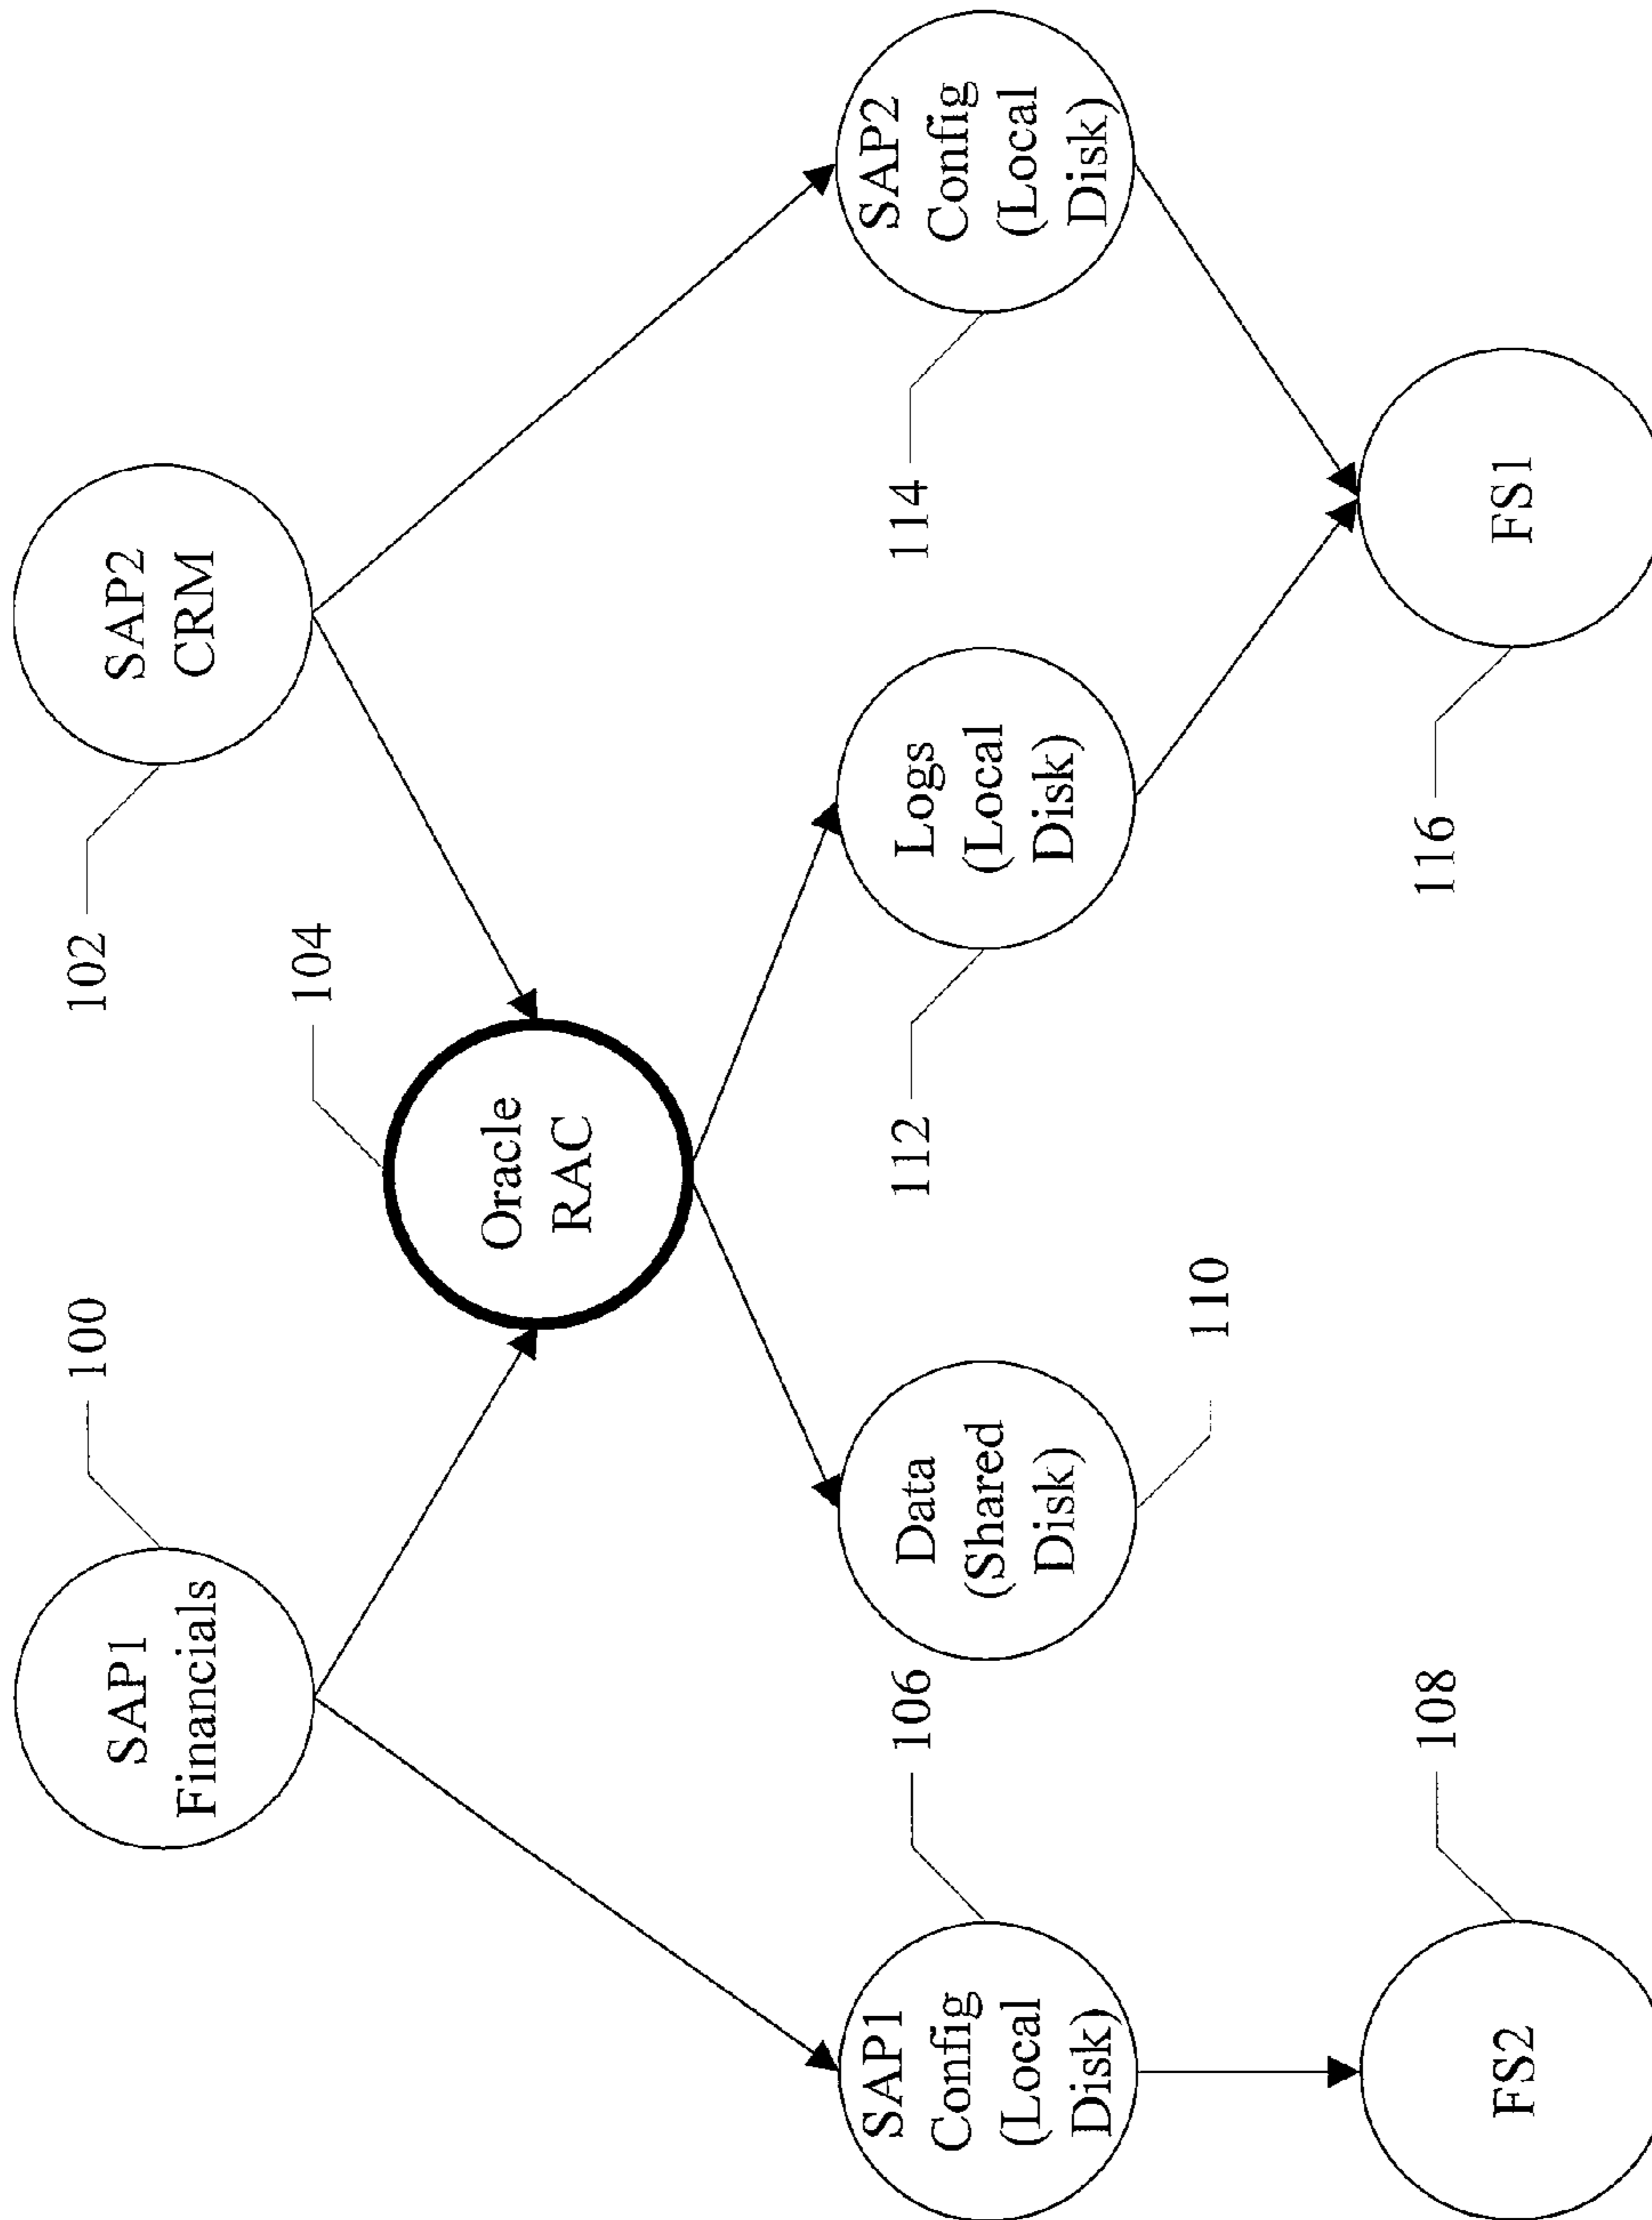 SAP1
Financials
100
SAP2
CRM
102
Oracle
RAC
104
SAP1
Config
(Local
Disk)
106
Data
(Shared
Disk)
110
Logs
(Local
Disk)
112
SAP2
Config
(Local
Disk)
114
FS2
108
FS1
116